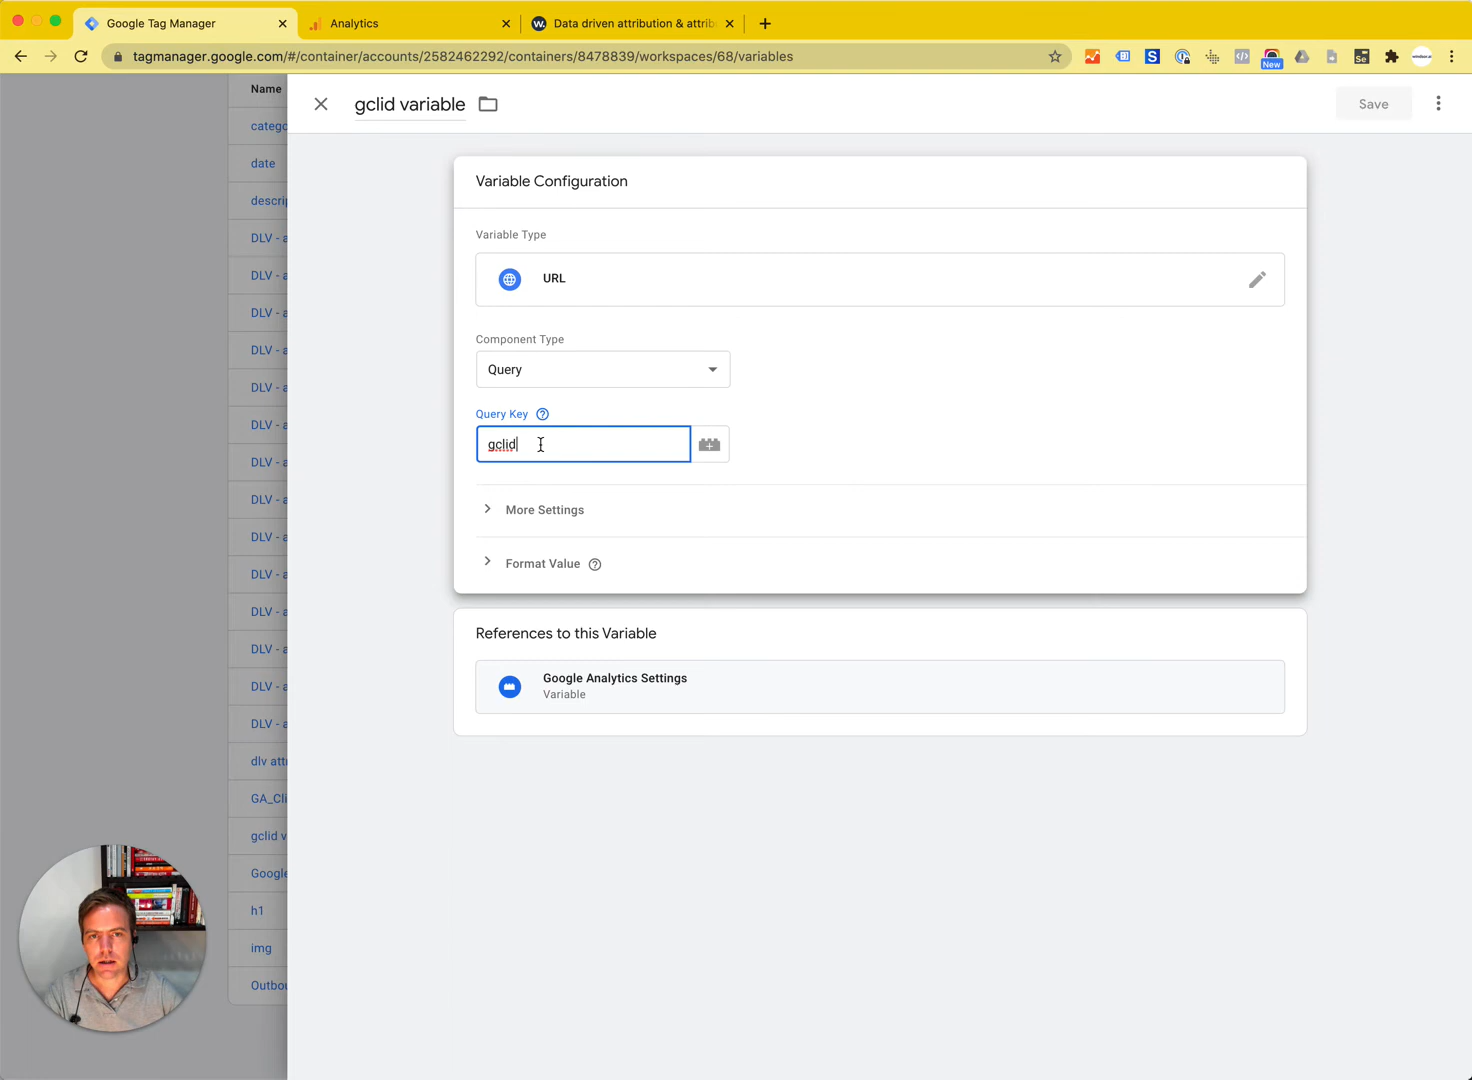 Google Tag Manager
Analytics
Data driven attribution & attrib
tagmanager.google.com/#/container/accounts/2582462292/containers/8478839/workspaces/68/variables
New
Se
Name
gclid variable
Save
catego
date
descrip
DLV - a
DLV - a
DLV - a
DLV - a
DLV - a
DLV - a
DLV - a
DLV - a
DLV - a
DLV - a
DLV - a
DLV - a
DLV - a
DLV - a
dlv attr
GA_Cli
gclid v
Google
h1
img
Outbou
Variable Configuration
Variable Type
URL
Component Type
Query
Query Key
gclid
More Settings
Format Value
References to this Variable
Google Analytics Settings
Variable